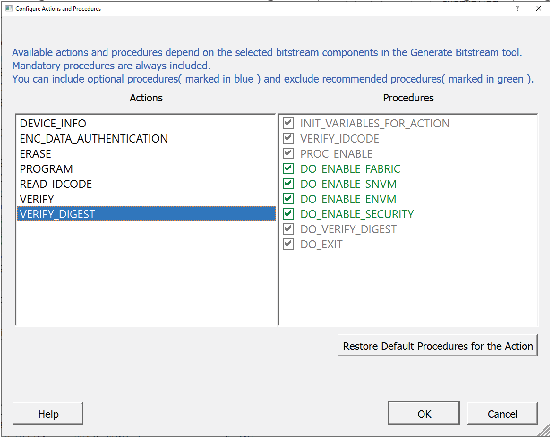 Configure Actions and Procedures
Available actions and procedures depend on the selected bitstream components in the Generate Bitstream tool.
Mandatory procedures are always included.
You can include optional procedures( marked in blue ) and exclude recommended procedures( marked in green ).
Actions
Procedures
DEVICE_INFO
ENC_DATA_AUTHENTICATION
ERASE
PROGRAM
READ_IDCODE
VERIFY
VERIFY_DIGEST
INIT_VARIABLES_FOR_ACTION
VERIFY_IDCODE
PROC_ENABLE
DO_ENABLE_FABRIC
DO_ENABLE_SNVM
DO_ENABLE_ENVM
DO_ENABLE_SECURITY
DO_VERIFY_DIGEST
DO_EXIT
Restore Default Procedures for the Action
Help
OK
Cancel